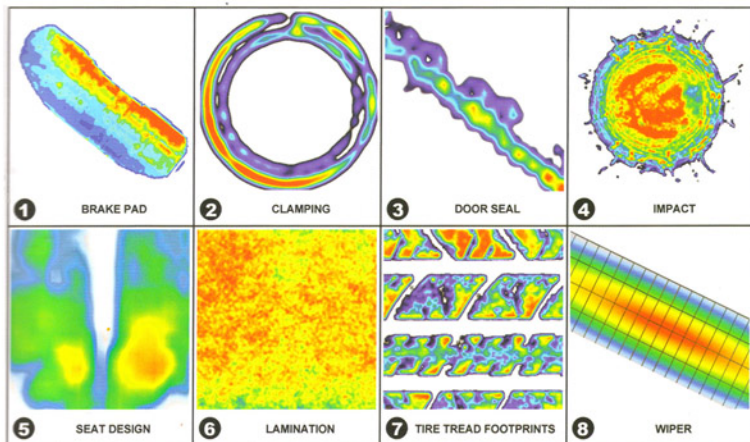 1 BRAKE PAD
2 CLAMPING
3 DOOR SEAL
4 IMPACT
5 SEAT DESIGN
6 LAMINATION
7 TIRE TREAD FOOTPRINTS
8 WIPER